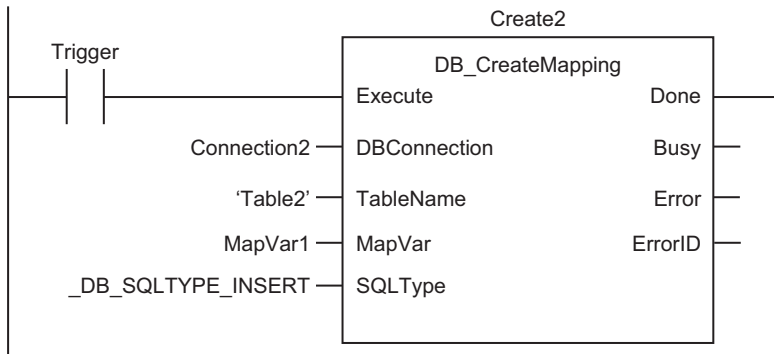 Create2
Trigger
DB_CreateMapping
Execute Done
Connection2 DBConnection Busy
‘Table2’ TableName Error
MapVar1 MapVar ErrorID
_DB_SQLTYPE_INSERT SQLType